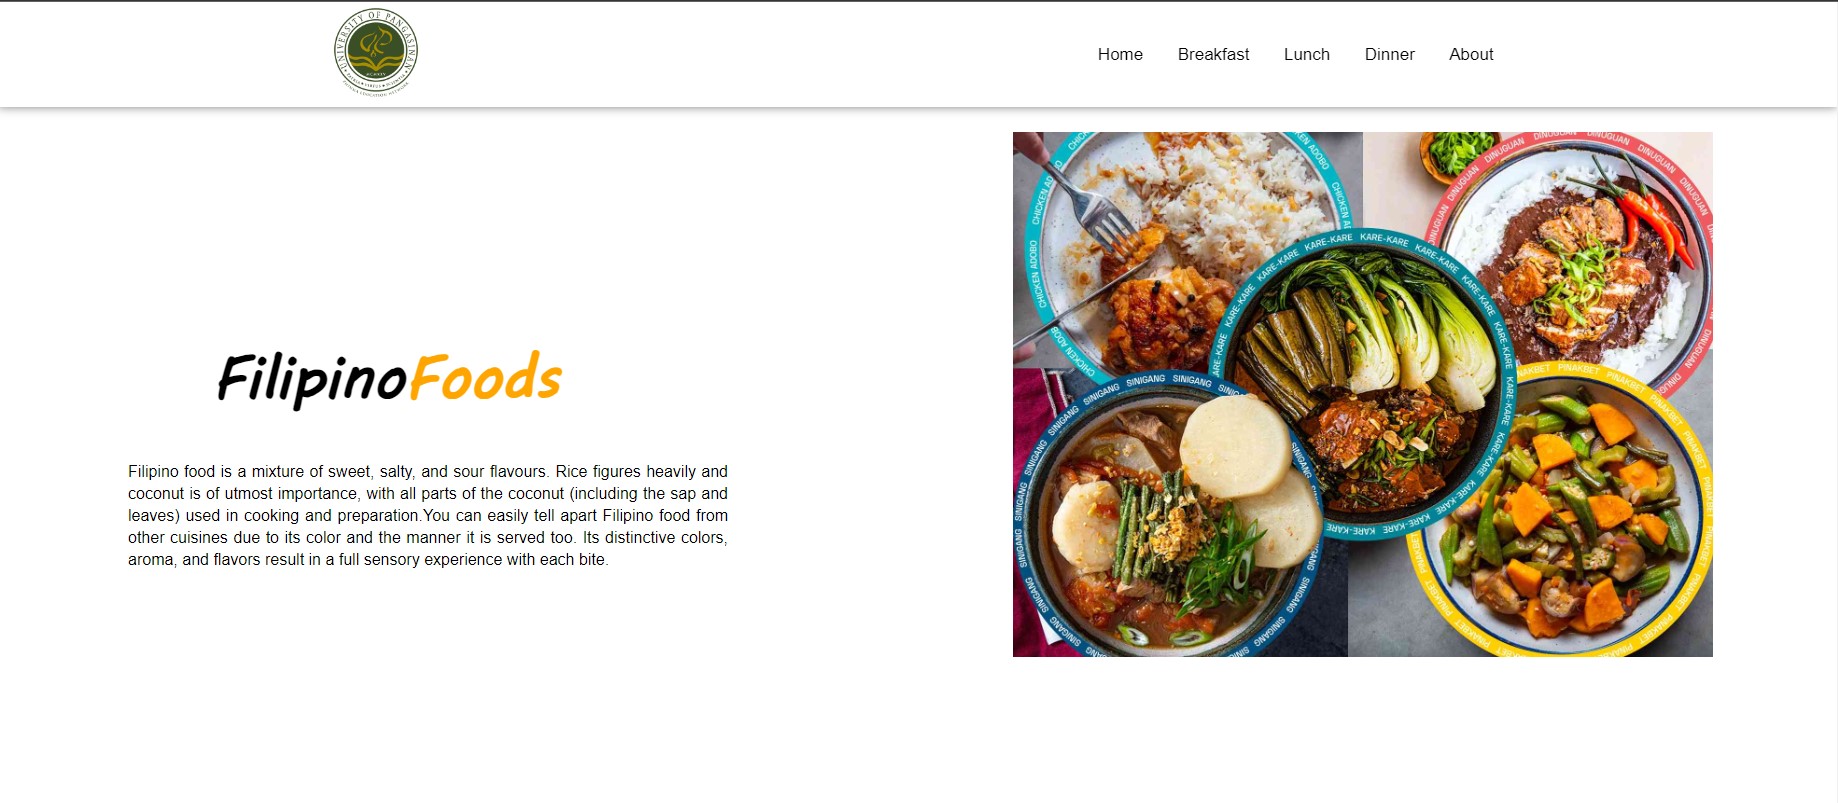 UNIVERSITY OF PANGASINAN
Home
Breakfast
Lunch
Dinner
About
FilipinoFoods
Filipino food is a mixture of sweet, salty, and sour flavours. Rice figures heavily and
coconut is of utmost importance, with all parts of the coconut (including the sap and
leaves) used in cooking and preparation.You can easily tell apart Filipino food from
other cuisines due to its color and the manner it is served too. Its distinctive colors,
aroma, and flavors result in a full sensory experience with each bite.
CHICKEN ADOBO CHICKEN ADOBO
DINUGUAN DINUGUAN DINUGUAN DINUGUAN
KARE-KARE KARE-KARE KARE-KARE KARE-KARE
SINIGANG SINIGANG SINIGANG SINIGANG
PINAKBET PINAKBET PINAKBET PINAKBET